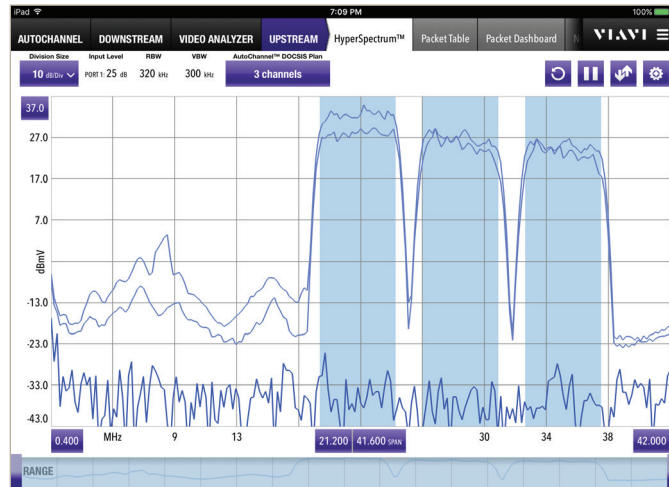 iPad 7:09 PM 100%
AUTOCHANNEL DOWNSTREAM VIDEO ANALYZER UPSTREAM HyperSpectrum™ Packet Table Packet Dashboard VIAVI
Division Size Input Level RBW VBW AutoChannel™ DOCSIS Plan
10 dB/Div PORT 1: 25 dB 320 kHz 300 kHz 3 channels
37.0
27.0
17.0
7.0
dBmV
-13.0
-23.0
-33.0
-43.0
0.400 MHz 9 13 21.200 41.600 SPAN 30 34 38 42.000
RANGE